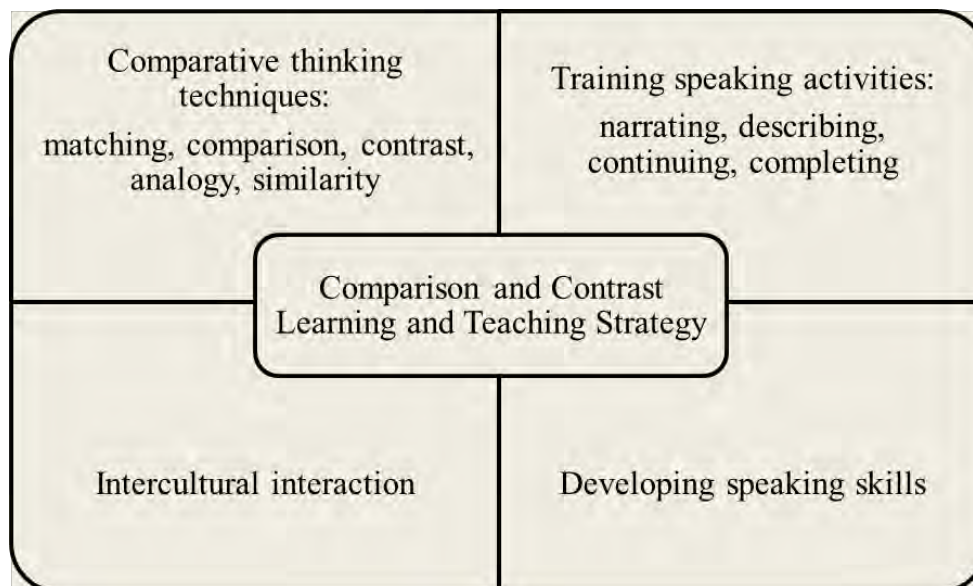 Comparative thinking
techniques:
matching, comparison, contrast,
analogy, similarity
Training speaking activities:
narrating, describing,
continuing, completing
Comparison and Contrast
Learning and Teaching Strategy
Intercultural interaction
Developing speaking skills